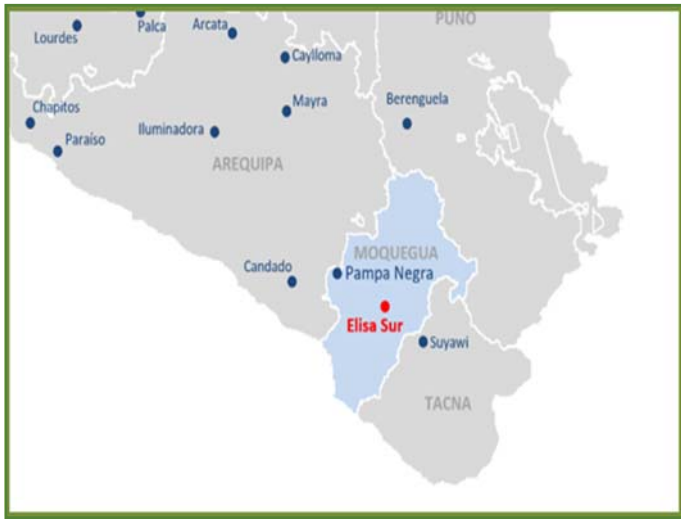 PUNO
Lourdes
Palca
Arcata
Caylloma
Mayra
Berenguela
Chapitos
Iluminadora
Paraíso
AREQUIPA
MOQUEGUA
Candado
Pampa Negra
Elisa Sur
Suyawi
TACNA